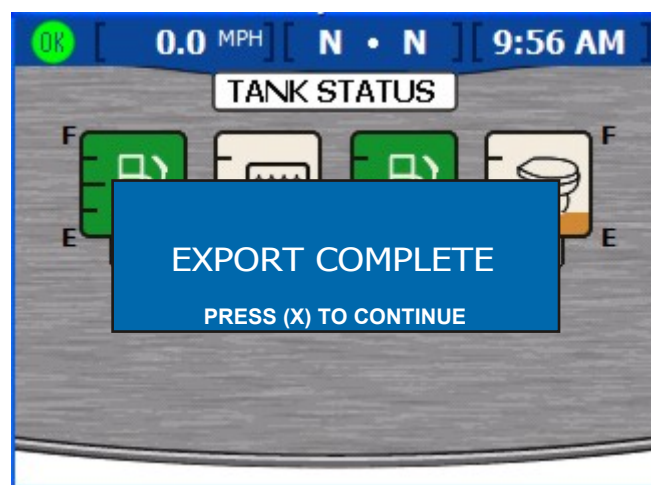 OK [ 0.0 MPH ] [ N • N ] [ 9:56 AM ]
TANK STATUS
F F
E E
EXPORT COMPLETE
PRESS (X) TO CONTINUE